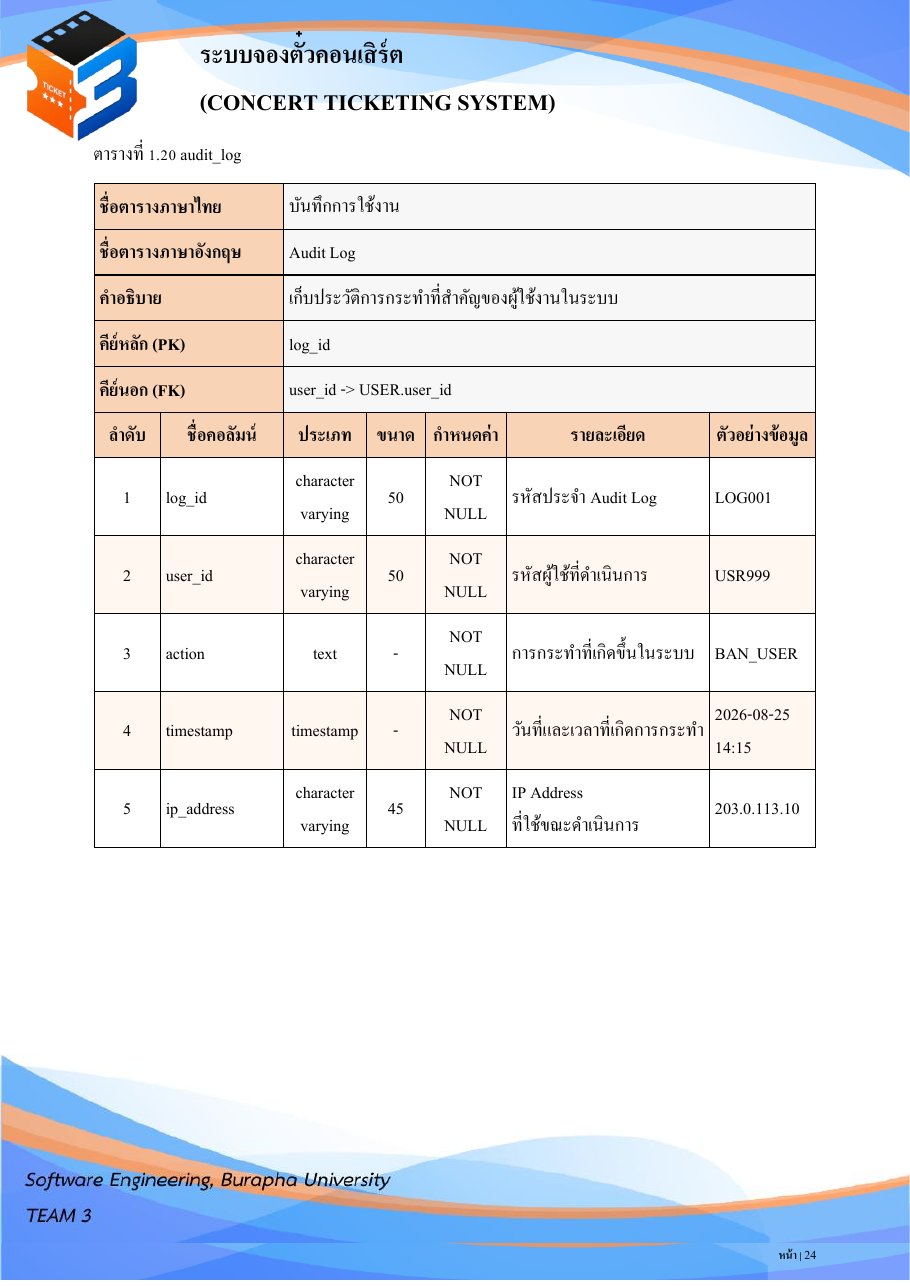 ระบบจองตั๋วคอนเสิร์ต
(CONCERT TICKETING SYSTEM)
TICKET
3
ตารางที่ 1.20 audit_log
ชื่อตารางภาษาไทย บันทึกการใช้งาน
ชื่อตารางภาษาอังกฤษ Audit Log
คำอธิบาย เก็บประวัติการกระทำที่สำคัญของผู้ใช้งานในระบบ
คีย์หลัก (PK) log_id
คีย์นอก (FK) user_id -> USER.user_id
ลำดับ ชื่อคอลัมน์ ประเภท ขนาด กำหนดค่า รายละเอียด ตัวอย่างข้อมูล
1 log_id character varying 50 NOT NULL รหัสประจำ Audit Log LOG001
2 user_id character varying 50 NOT NULL รหัสผู้ใช้ที่ดำเนินการ USR999
3 action text - NOT NULL การกระทำที่เกิดขึ้นในระบบ BAN_USER
4 timestamp timestamp - NOT NULL วันที่และเวลาที่เกิดการกระทำ 2026-08-25 14:15
5 ip_address character varying 45 NOT NULL IP Address ที่ใช้ขณะดำเนินการ 203.0.113.10
Software Engineering, Burapha University
TEAM 3
หน้า | 24